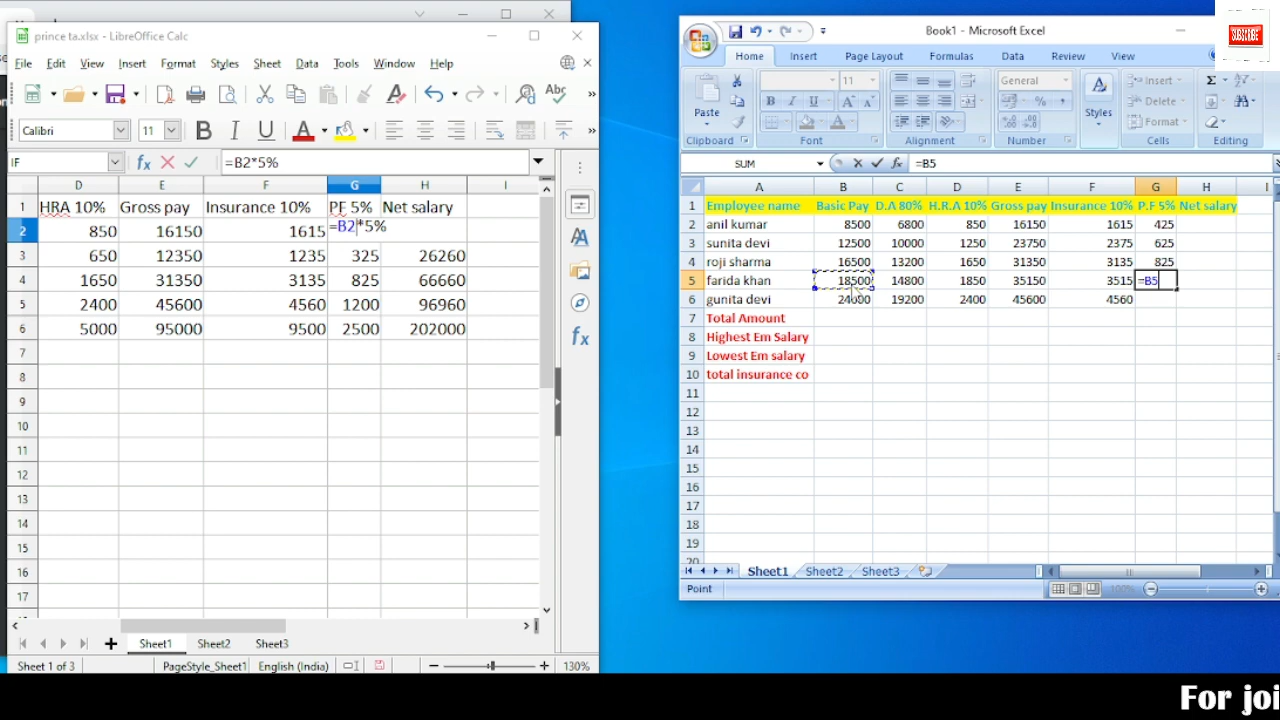 prince ta.xlsx - LibreOffice Calc
File Edit View Insert Format Styles Sheet Data Tools Window Help
Calibri 11
IF =B2*5%
D E F G H I
1 HRA 10% Gross pay Insurance 10% PF 5% Net salary
2 850 16150 1615 =B2*5%
3 650 12350 1235 325 26260
4 1650 31350 3135 825 66660
5 2400 45600 4560 1200 96960
6 5000 95000 9500 2500 202000
7
8
9
10
11
12
13
14
15
16
17
Sheet1 Sheet2 Sheet3
Sheet 1 of 3 PageStyle_Sheet1 English (India) 130%
Book1 - Microsoft Excel
SUBSCRIBE
Home Insert Page Layout Formulas Data Review View
Paste 11 General Styles Insert
Delete
Format
Clipboard Font Alignment Number Cells Editing
SUM =B5
A B C D E F G H I
1 Employee name Basic Pay D.A 80% H.R.A 10% Gross pay Insurance 10% P.F 5% Net salary
2 anil kumar 8500 6800 850 16150 1615 425
3 sunita devi 12500 10000 1250 23750 2375 625
4 roji sharma 16500 13200 1650 31350 3135 825
5 farida khan 18500 14800 1850 35150 3515 =B5
6 gunita devi 24000 19200 2400 45600 4560
7 Total Amount
8 Highest Em Salary
9 Lowest Em salary
10 total insurance co
11
12
13
14
15
16
17
18
19
20
Sheet1 Sheet2 Sheet3
Point 100%
For joi